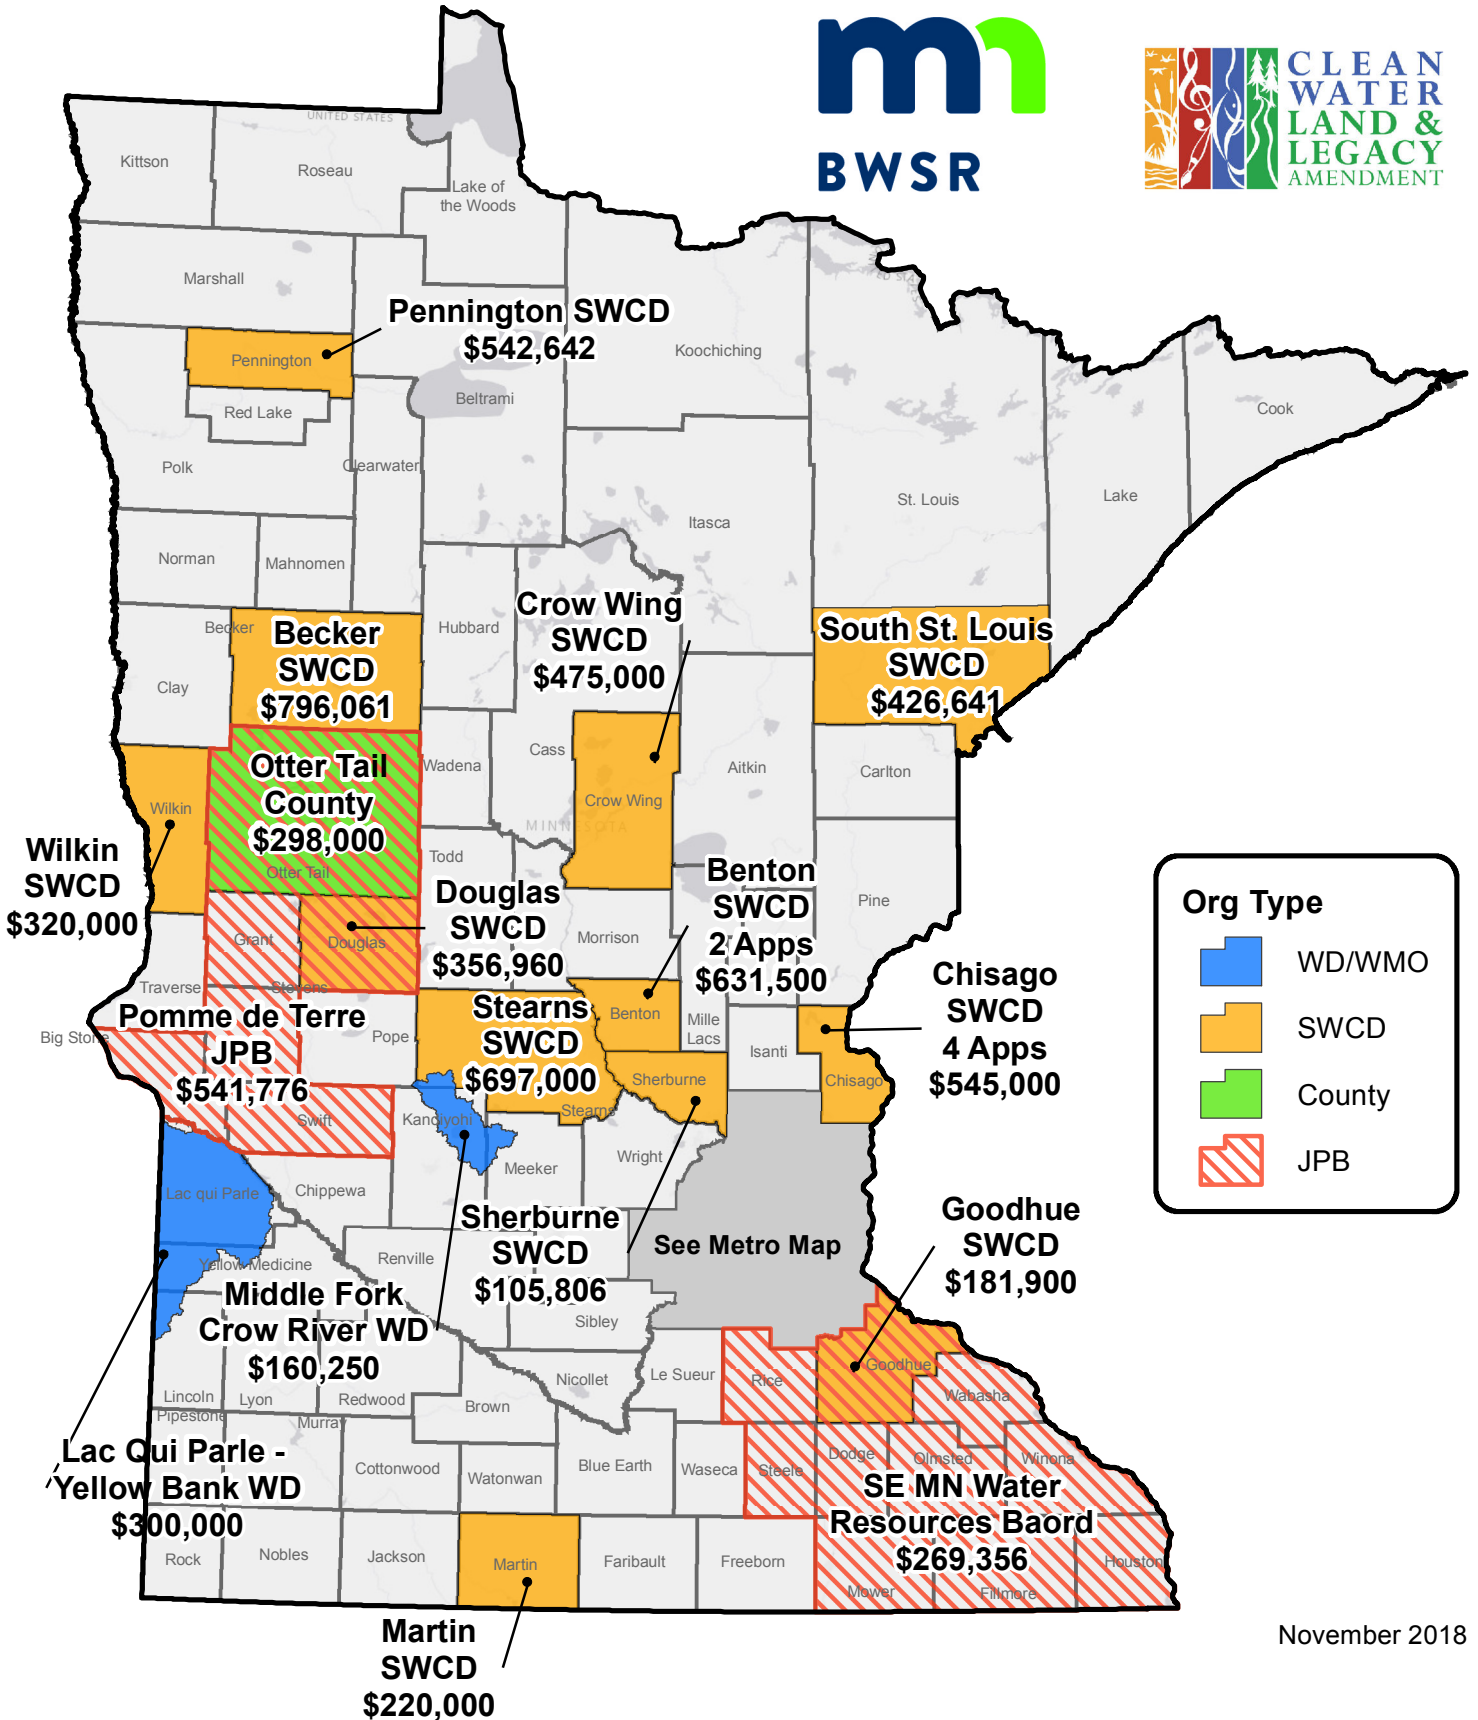 BWSR
CLEAN
WATER
LAND &
LEGACY
AMENDMENT
UNITED STATES
Kittson
Roseau
Lake of
the Woods
Marshall
Pennington SWCD
$542,642
Pennington
Koochiching
Red Lake
Beltrami
Cook
Polk
Clearwater
St. Louis
Lake
Itasca
Norman
Mahnomen
Crow Wing
SWCD
$475,000
Becker
Becker
SWCD
$796,061
Hubbard
South St. Louis
SWCD
$426,641
Clay
Cass
Wadena
Aitkin
Carlton
Otter Tail
County
$298,000
Otter Tail
Wilkin
Crow Wing
MINNESOTA
Wilkin
SWCD
$320,000
Todd
Douglas
SWCD
$356,960
Benton
SWCD
2 Apps
$631,500
Pine
Org Type
WD/WMO
SWCD
County
JPB
Grant
Douglas
Morrison
Traverse
Stevens
Chisago
SWCD
4 Apps
$545,000
Pomme de Terre
JPB
$541,776
Big Stone
Pope
Stearns
SWCD
$697,000
Stearns
Benton
Mille
Lacs
Isanti
Sherburne
Chisago
Swift
Kandiyohi
Meeker
Wright
Lac qui Parle
Chippewa
Sherburne
SWCD
$105,806
See Metro Map
Goodhue
SWCD
$181,900
Yellow Medicine
Renville
Middle Fork
Crow River WD
$160,250
Sibley
Lincoln
Lyon
Redwood
Brown
Nicollet
Le Sueur
Rice
Goodhue
Wabasha
Pipestone
Murray
Lac Qui Parle -
Yellow Bank WD
$300,000
Cottonwood
Watonwan
Blue Earth
Waseca
Steele
Dodge
Olmsted
Winona
SE MN Water
Resources Baord
$269,356
Rock
Nobles
Jackson
Martin
Faribault
Freeborn
Mower
Fillmore
Houston
Martin
SWCD
$220,000
November 2018